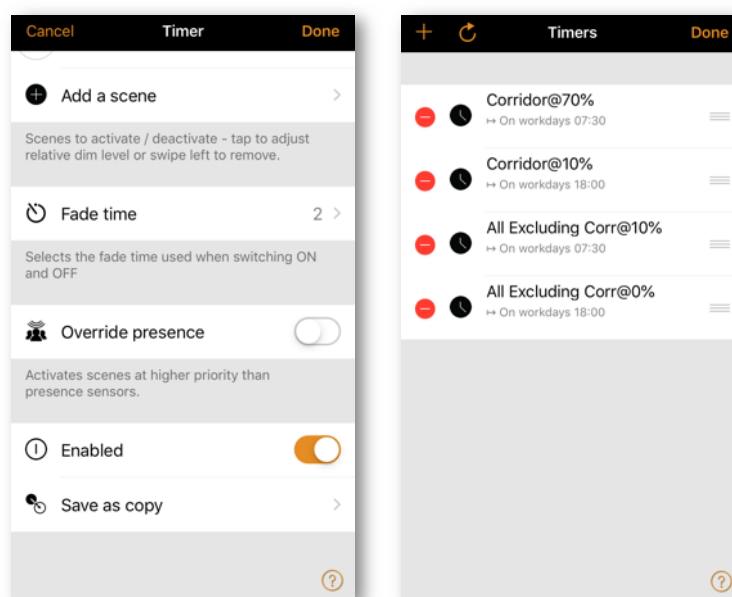 Cancel Timer Done
Add a scene
Scenes to activate / deactivate - tap to adjust
relative dim level or swipe left to remove.
Fade time 2
Selects the fade time used when switching ON
and OFF
Override presence
Activates scenes at higher priority than
presence sensors.
Enabled
Save as copy
?
Timers Done
Corridor@70%
↦ On workdays 07:30
Corridor@10%
↦ On workdays 18:00
All Excluding Corr@10%
↦ On workdays 07:30
All Excluding Corr@0%
↦ On workdays 18:00
?